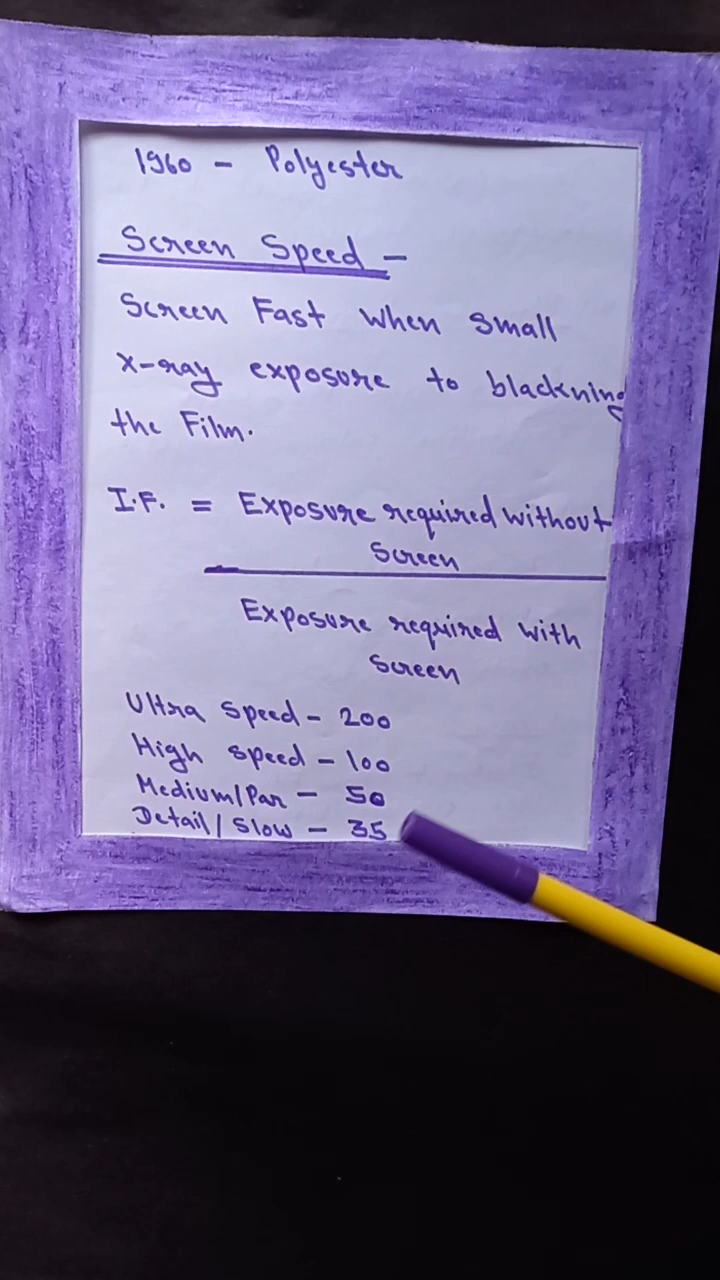 1960 - Polyester
Screen Speed -
Screen Fast When Small
X-ray exposure to blackning
the Film.
I.F. = Exposure required without
Screen
Exposure required with
Screen
Ultra Speed - 200
High Speed - 100
Medium/Par - 50
Detail/Slow - 35